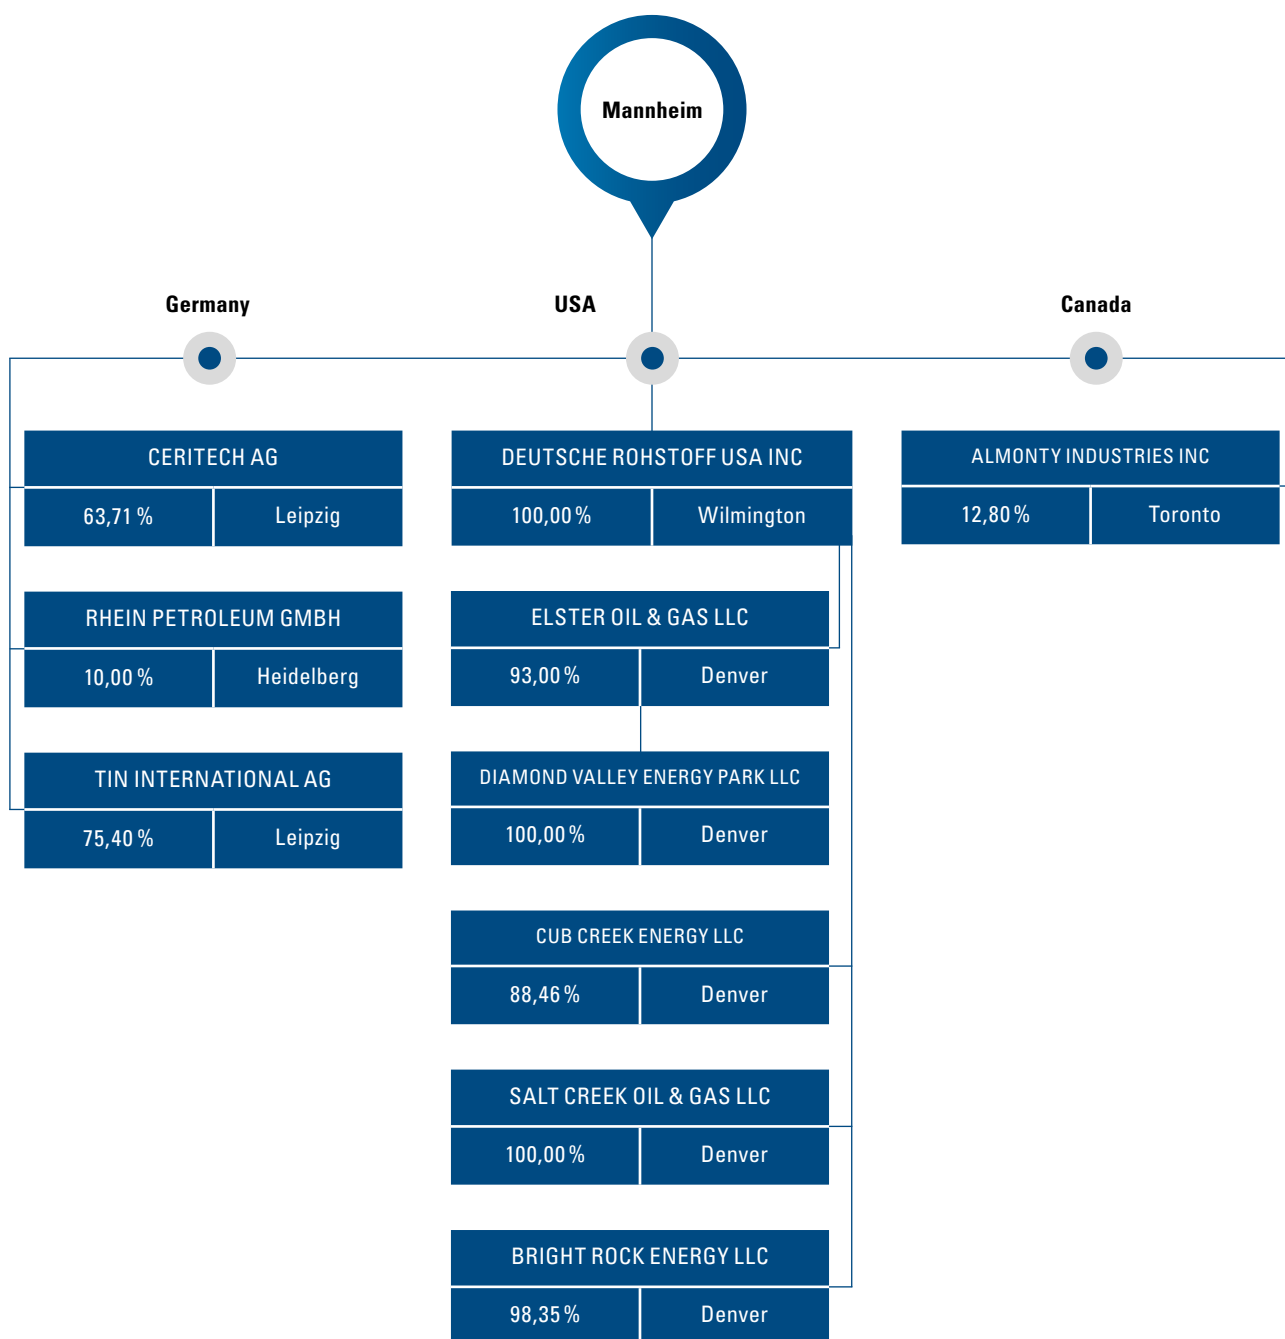 Mannheim
Germany
USA
Canada
CERITECH AG
63,71 % Leipzig
RHEIN PETROLEUM GMBH
10,00 % Heidelberg
TIN INTERNATIONAL AG
75,40 % Leipzig
DEUTSCHE ROHSTOFF USA INC
100,00 % Wilmington
ELSTER OIL & GAS LLC
93,00 % Denver
DIAMOND VALLEY ENERGY PARK LLC
100,00 % Denver
CUB CREEK ENERGY LLC
88,46 % Denver
SALT CREEK OIL & GAS LLC
100,00 % Denver
BRIGHT ROCK ENERGY LLC
98,35 % Denver
ALMONTY INDUSTRIES INC
12,80 % Toronto